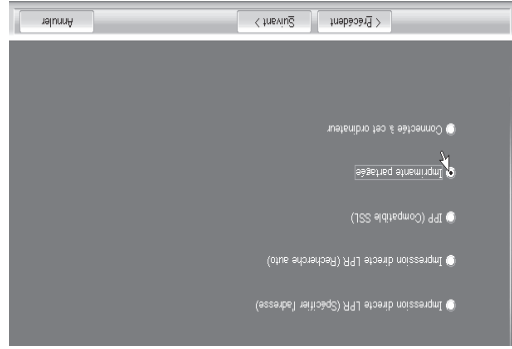 Impression directe LPR (Spécifier l'adresse)
Impression directe LPR (Recherche auto)
IPP (Compatible SSL)
Imprimante partagée
Connectée à cet ordinateur
< Précédent Suivant > Annuler